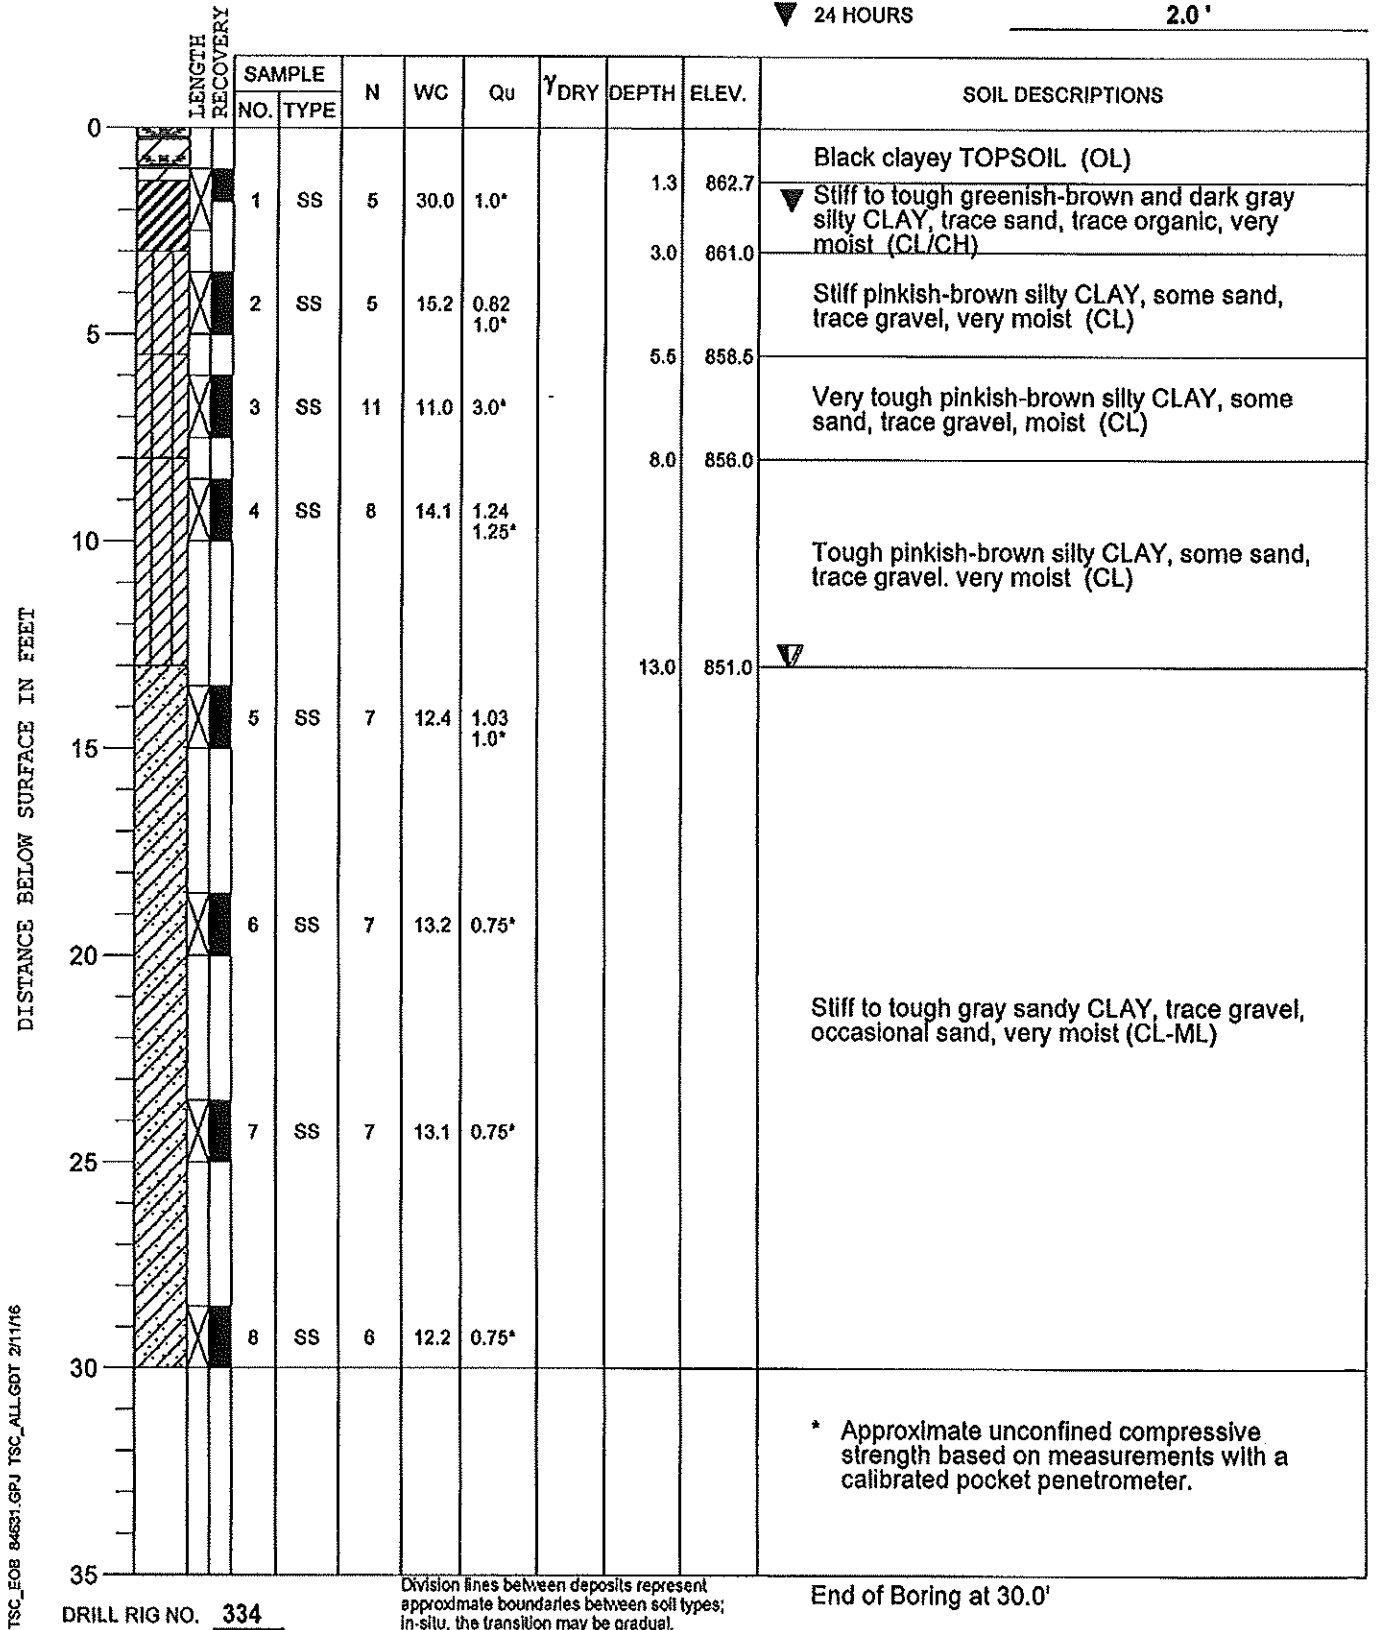 24 HOURS 2.0 '
LENGTH
RECOVERY
SAMPLE
NO. TYPE N WC Qu γDRY DEPTH ELEV. SOIL DESCRIPTIONS
0
Black clayey TOPSOIL (OL)
1.3 862.7
1 SS 5 30.0 1.0*
Stiff to tough greenish-brown and dark gray
silty CLAY, trace sand, trace organic, very
moist (CL/CH)
3.0 861.0
2 SS 5 15.2 0.82
1.0*
Stiff pinkish-brown silty CLAY, some sand,
trace gravel, very moist (CL)
5
5.5 858.5
3 SS 11 11.0 3.0*
Very tough pinkish-brown silty CLAY, some
sand, trace gravel, moist (CL)
8.0 856.0
4 SS 8 14.1 1.24
1.25*
10
Tough pinkish-brown silty CLAY, some sand,
trace gravel. very moist (CL)
13.0 851.0
5 SS 7 12.4 1.03
1.0*
15
6 SS 7 13.2 0.75*
20
Stiff to tough gray sandy CLAY, trace gravel,
occasional sand, very moist (CL-ML)
7 SS 7 13.1 0.75*
25
8 SS 6 12.2 0.75*
30
* Approximate unconfined compressive
strength based on measurements with a
calibrated pocket penetrometer.
35
DISTANCE BELOW SURFACE IN FEET
TSC_EOB 84631.GPJ TSC_ALL.GDT 2/11/16
Division lines between deposits represent
approximate boundaries between soil types;
in-situ, the transition may be gradual.
End of Boring at 30.0'
DRILL RIG NO. 334